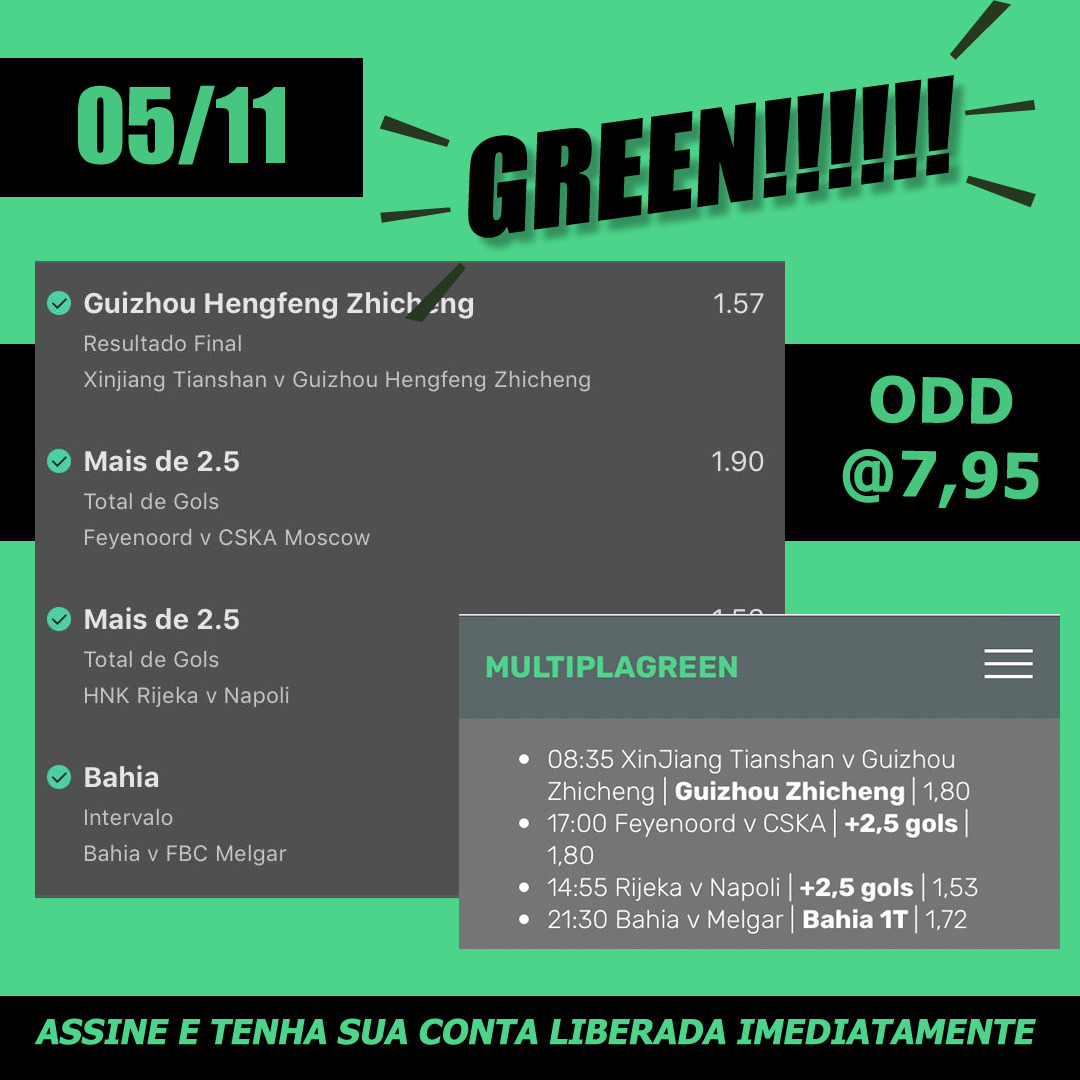 05/11
GREEN!!!!!!
Guizhou Hengfeng Zhicheng 1.57
Resultado Final
Xinjiang Tianshan v Guizhou Hengfeng Zhicheng
ODD
@7,95
Mais de 2.5 1.90
Total de Gols
Feyenoord v CSKA Moscow
Mais de 2.5
Total de Gols
HNK Rijeka v Napoli
Bahia
Intervalo
Bahia v FBC Melgar
MULTIPLAGREEN
• 08:35 XinJiang Tianshan v Guizhou
Zhicheng | Guizhou Zhicheng | 1,80
• 17:00 Feyenoord v CSKA | +2,5 gols |
1,80
• 14:55 Rijeka v Napoli | +2,5 gols | 1,53
• 21:30 Bahia v Melgar | Bahia 1T | 1,72
ASSINE E TENHA SUA CONTA LIBERADA IMEDIATAMENTE